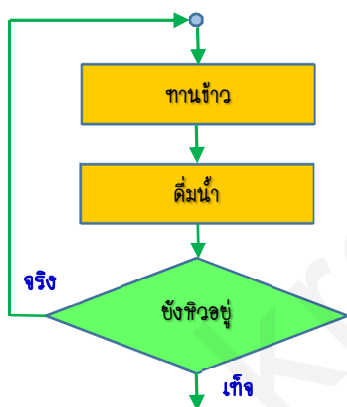 ทานข้าว
ดื่มน้ำ
จริง
ยังหิวอยู่
เท็จ